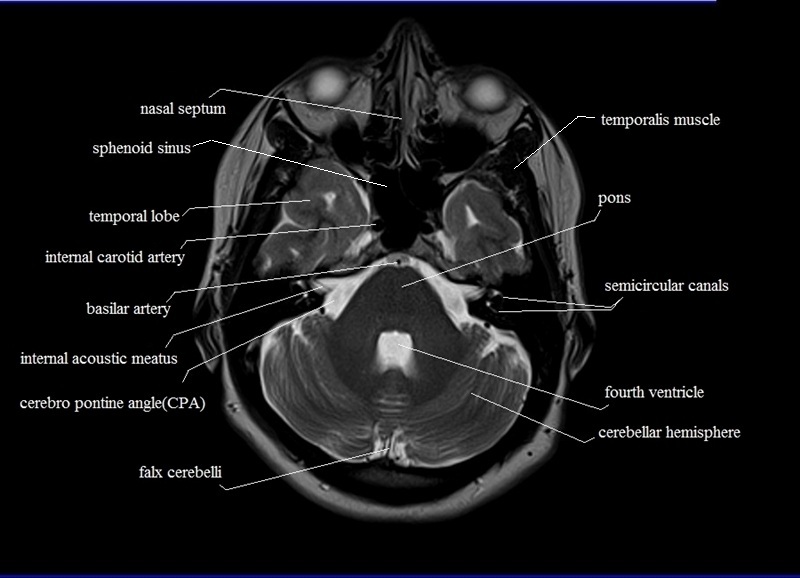 nasal septum
temporalis muscle
sphenoid sinus
pons
temporal lobe
internal carotid artery
semicircular canals
basilar artery
internal acoustic meatus
fourth ventricle
cerebro pontine angle(CPA)
cerebellar hemisphere
falx cerebelli